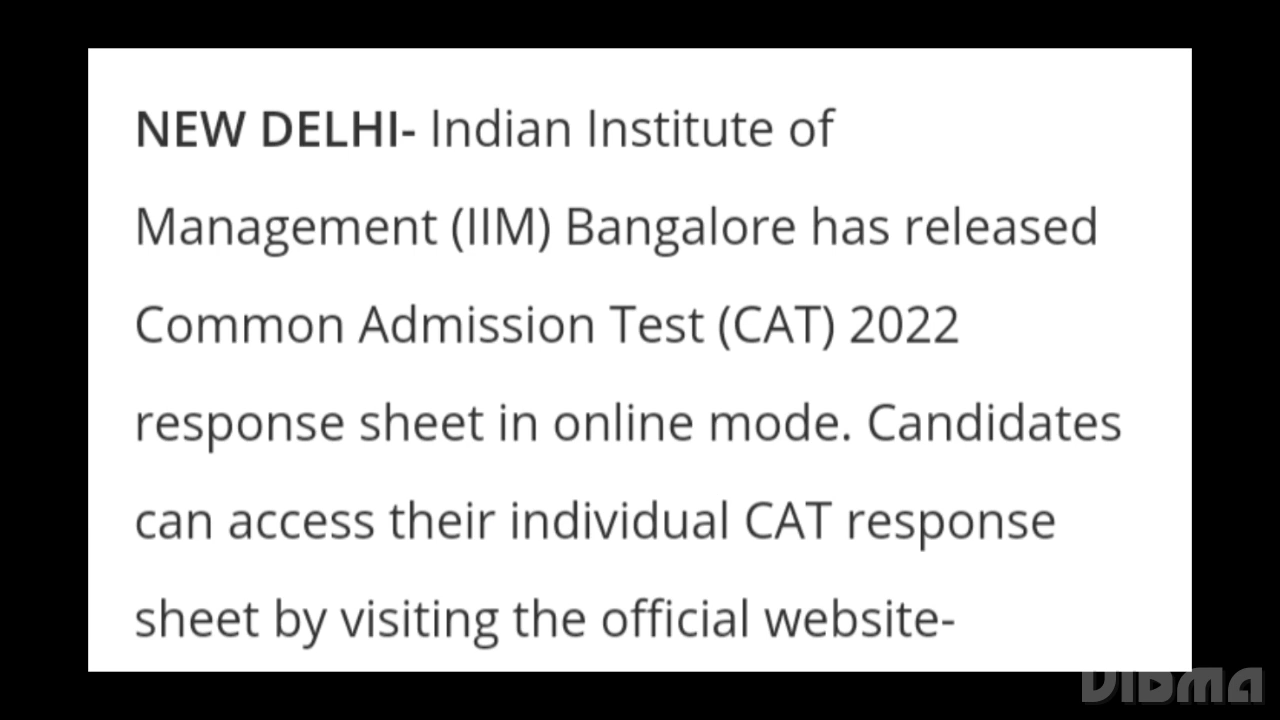 NEW DELHI- Indian Institute of
Management (IIM) Bangalore has released
Common Admission Test (CAT) 2022
response sheet in online mode. Candidates
can access their individual CAT response
sheet by visiting the official website-